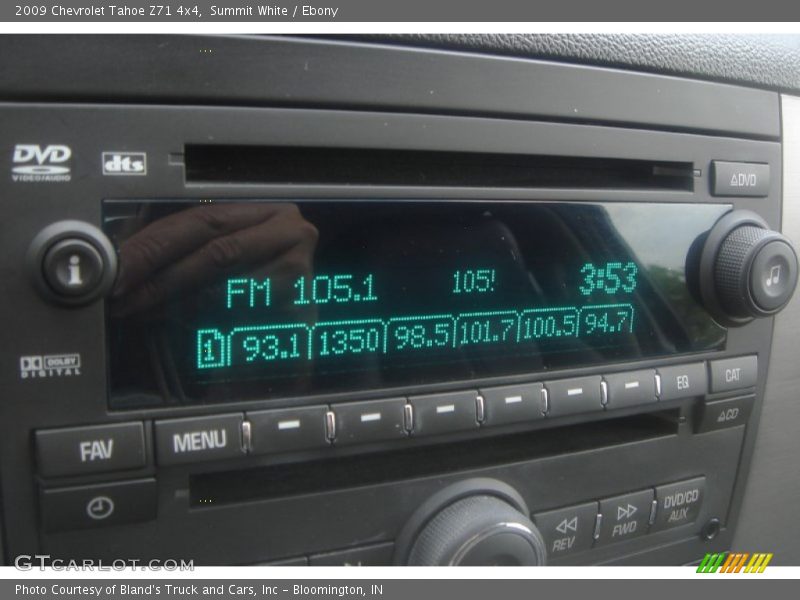 2009 Chevrolet Tahoe Z71 4x4, Summit White / Ebony
DVD
VIDEO/AUDIO
dts
DVD
i
FM 105.1 105! 3:53
1 93.1 1350 98.5 101.7 100.5 94.7
DOLBY
DIGITAL
FAV MENU EQ CAT
CD
REV FWD DVD/CD AUX
GTCARLOT.COM
Photo Courtesy of Bland's Truck and Cars, Inc - Bloomington, IN